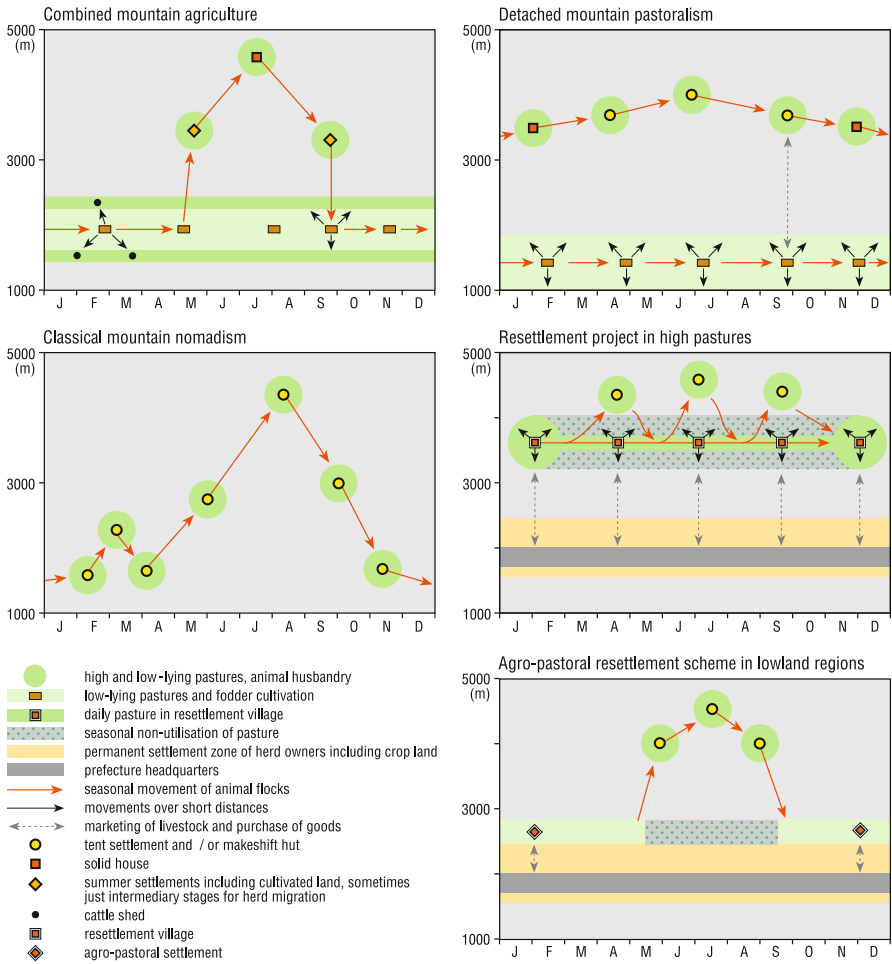 Combined mountain agriculture
5000
(m)
3000
1000
J F M A M J J A S O N D
Detached mountain pastoralism
5000
(m)
3000
1000
J F M A M J J A S O N D
Classical mountain nomadism
5000
(m)
3000
1000
J F M A M J J A S O N D
Resettlement project in high pastures
5000
(m)
3000
1000
J F M A M J J A S O N D
high and low-lying pastures, animal husbandry
low-lying pastures and fodder cultivation
daily pasture in resettlement village
seasonal non-utilisation of pasture
permanent settlement zone of herd owners including crop land
prefecture headquarters
seasonal movement of animal flocks
movements over short distances
marketing of livestock and purchase of goods
tent settlement and / or makeshift hut
solid house
summer settlements including cultivated land, sometimes
just intermediary stages for herd migration
cattle shed
resettlement village
agro-pastoral settlement
Agro-pastoral resettlement scheme in lowland regions
5000
(m)
3000
1000
J F M A M J J A S O N D